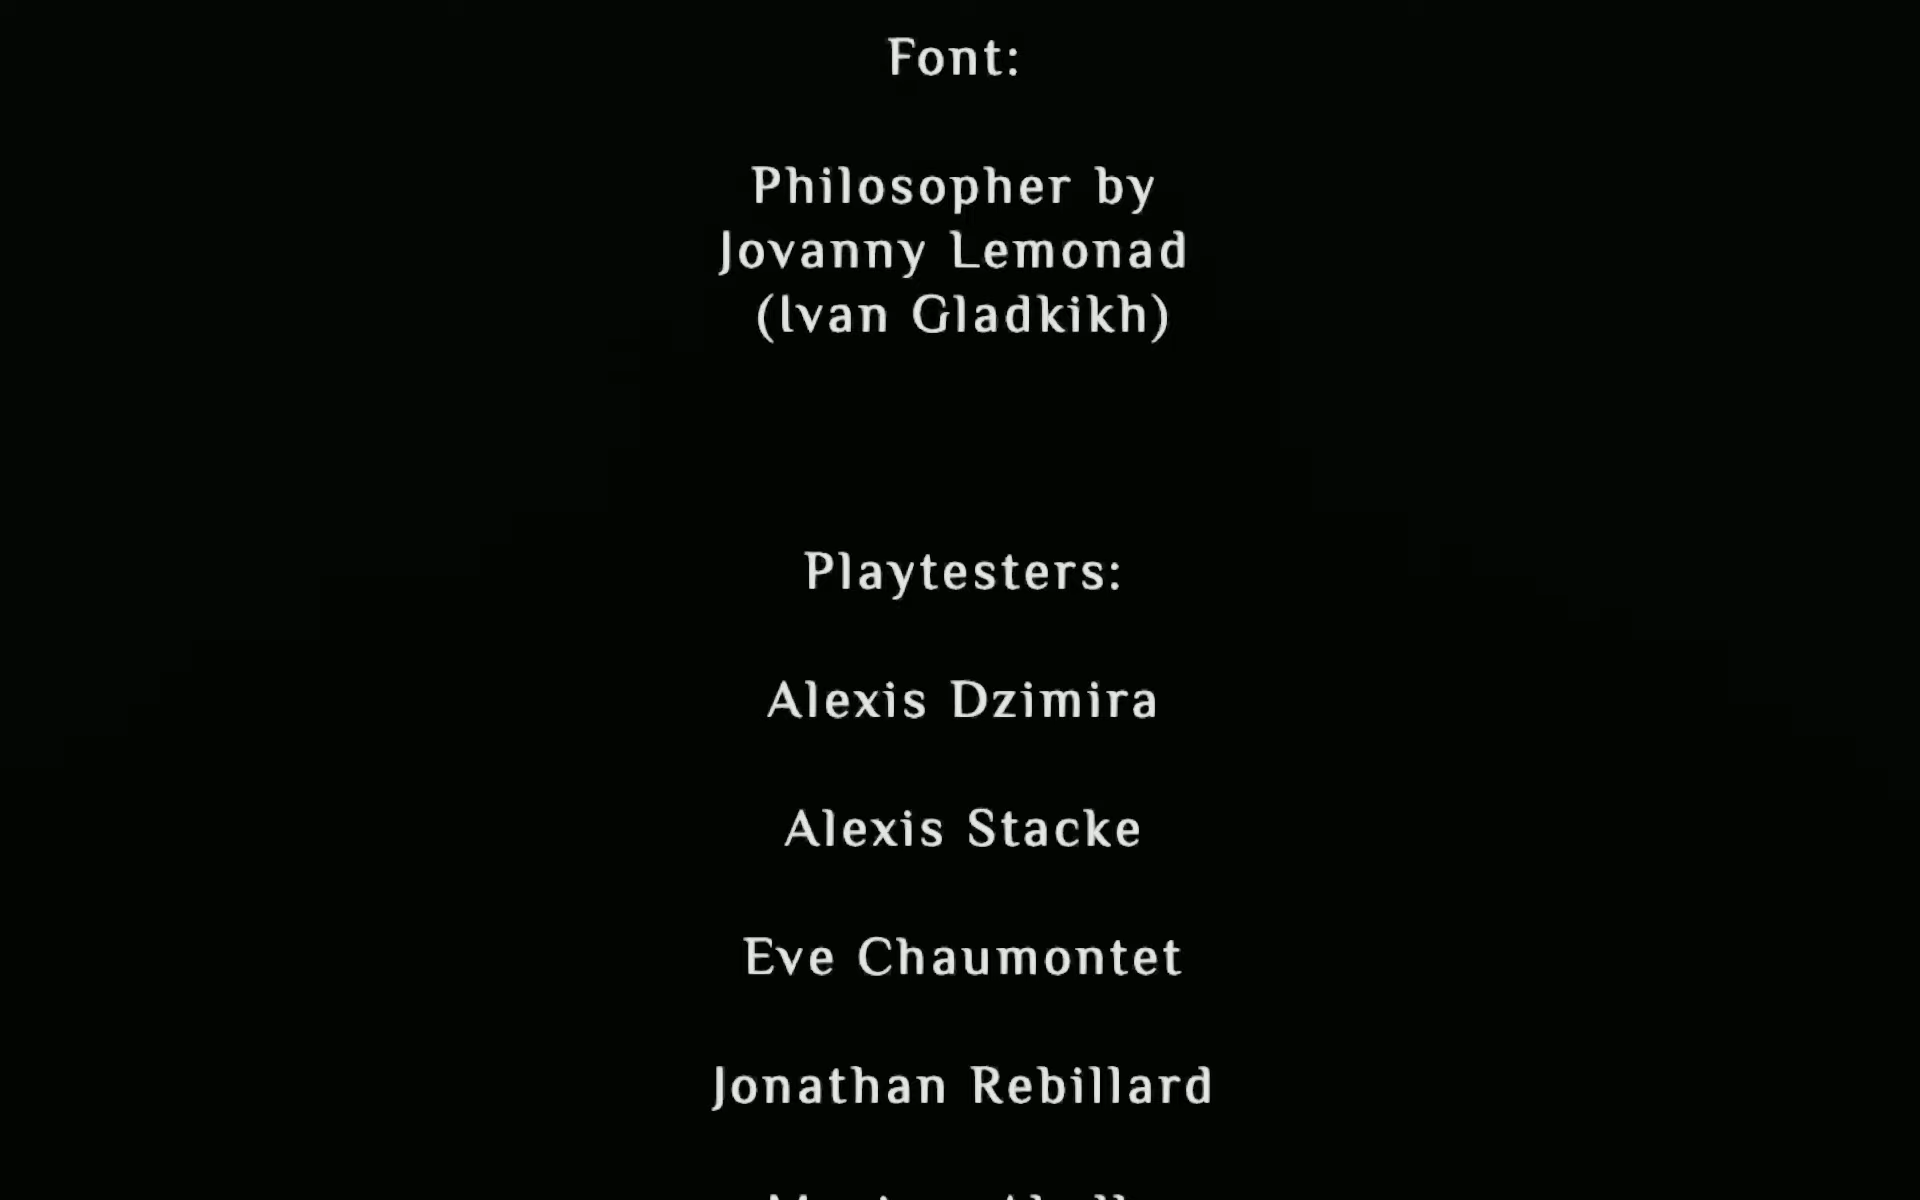 Font:
Philosopher by
Jovanny Lemonad
(Ivan Gladkikh)
Playtesters:
Alexis Dzimira
Alexis Stacke
Eve Chaumontet
Jonathan Rebillard